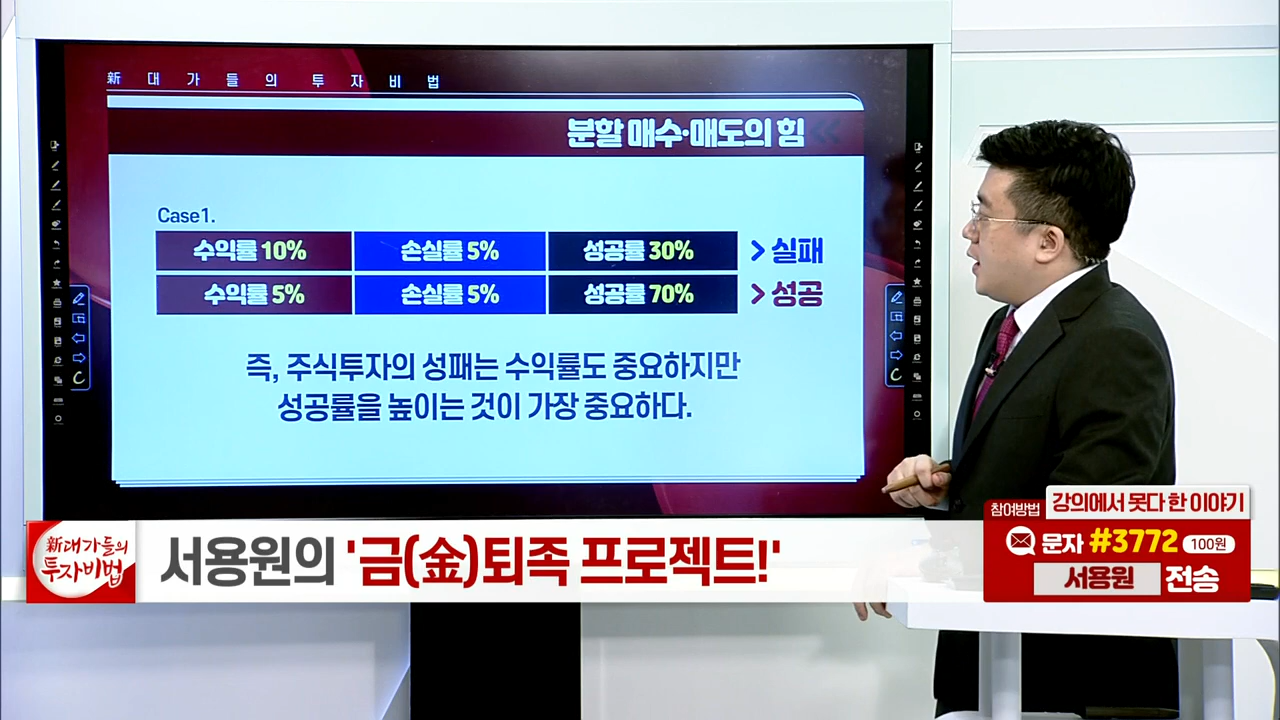 新 대 가 들 의 투 자 비 법
분할 매수·매도의 힘
Case1.
수익률 10% 손실률 5% 성공률 30% > 실패
수익률 5% 손실률 5% 성공률 70% > 성공
즉, 주식투자의 성패는 수익률도 중요하지만
성공률을 높이는 것이 가장 중요하다.
新대가들의
투자비법
서용원의 '금(金)퇴족 프로젝트!'
참여방법 강의에서 못다 한 이야기
문자 #3772 100원
서용원 전송